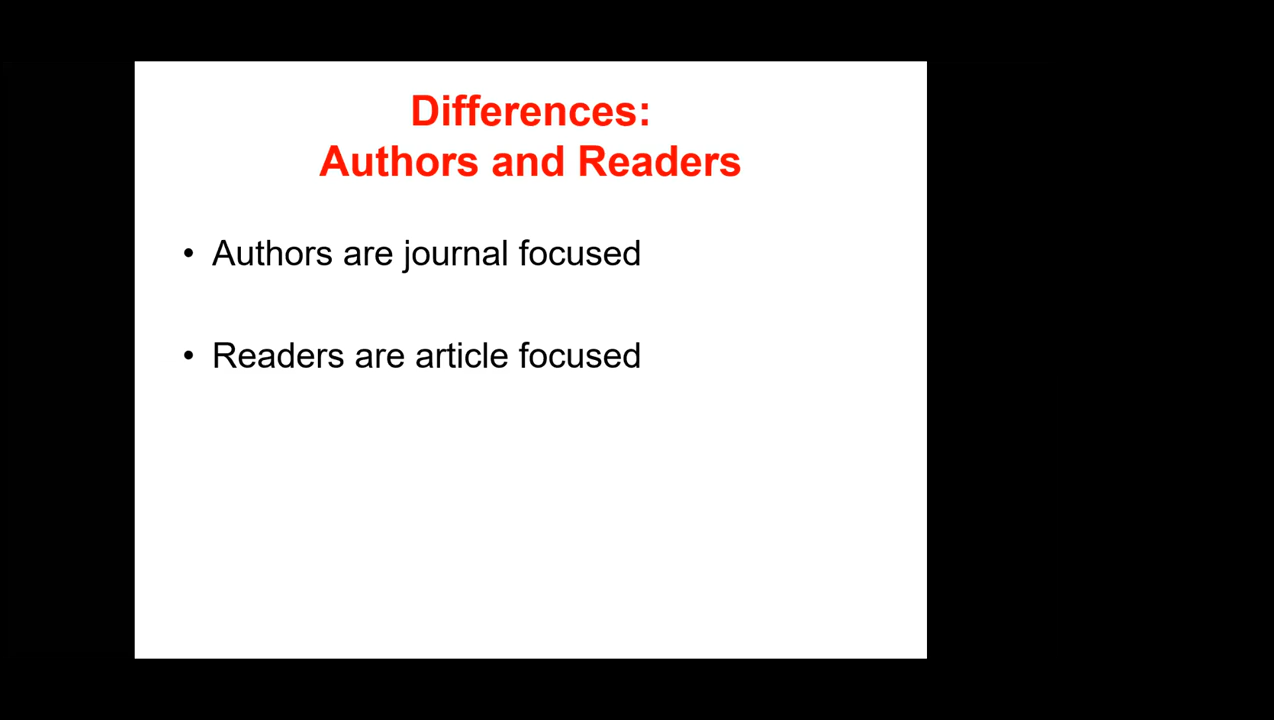 Differences:
Authors and Readers
• Authors are journal focused
• Readers are article focused